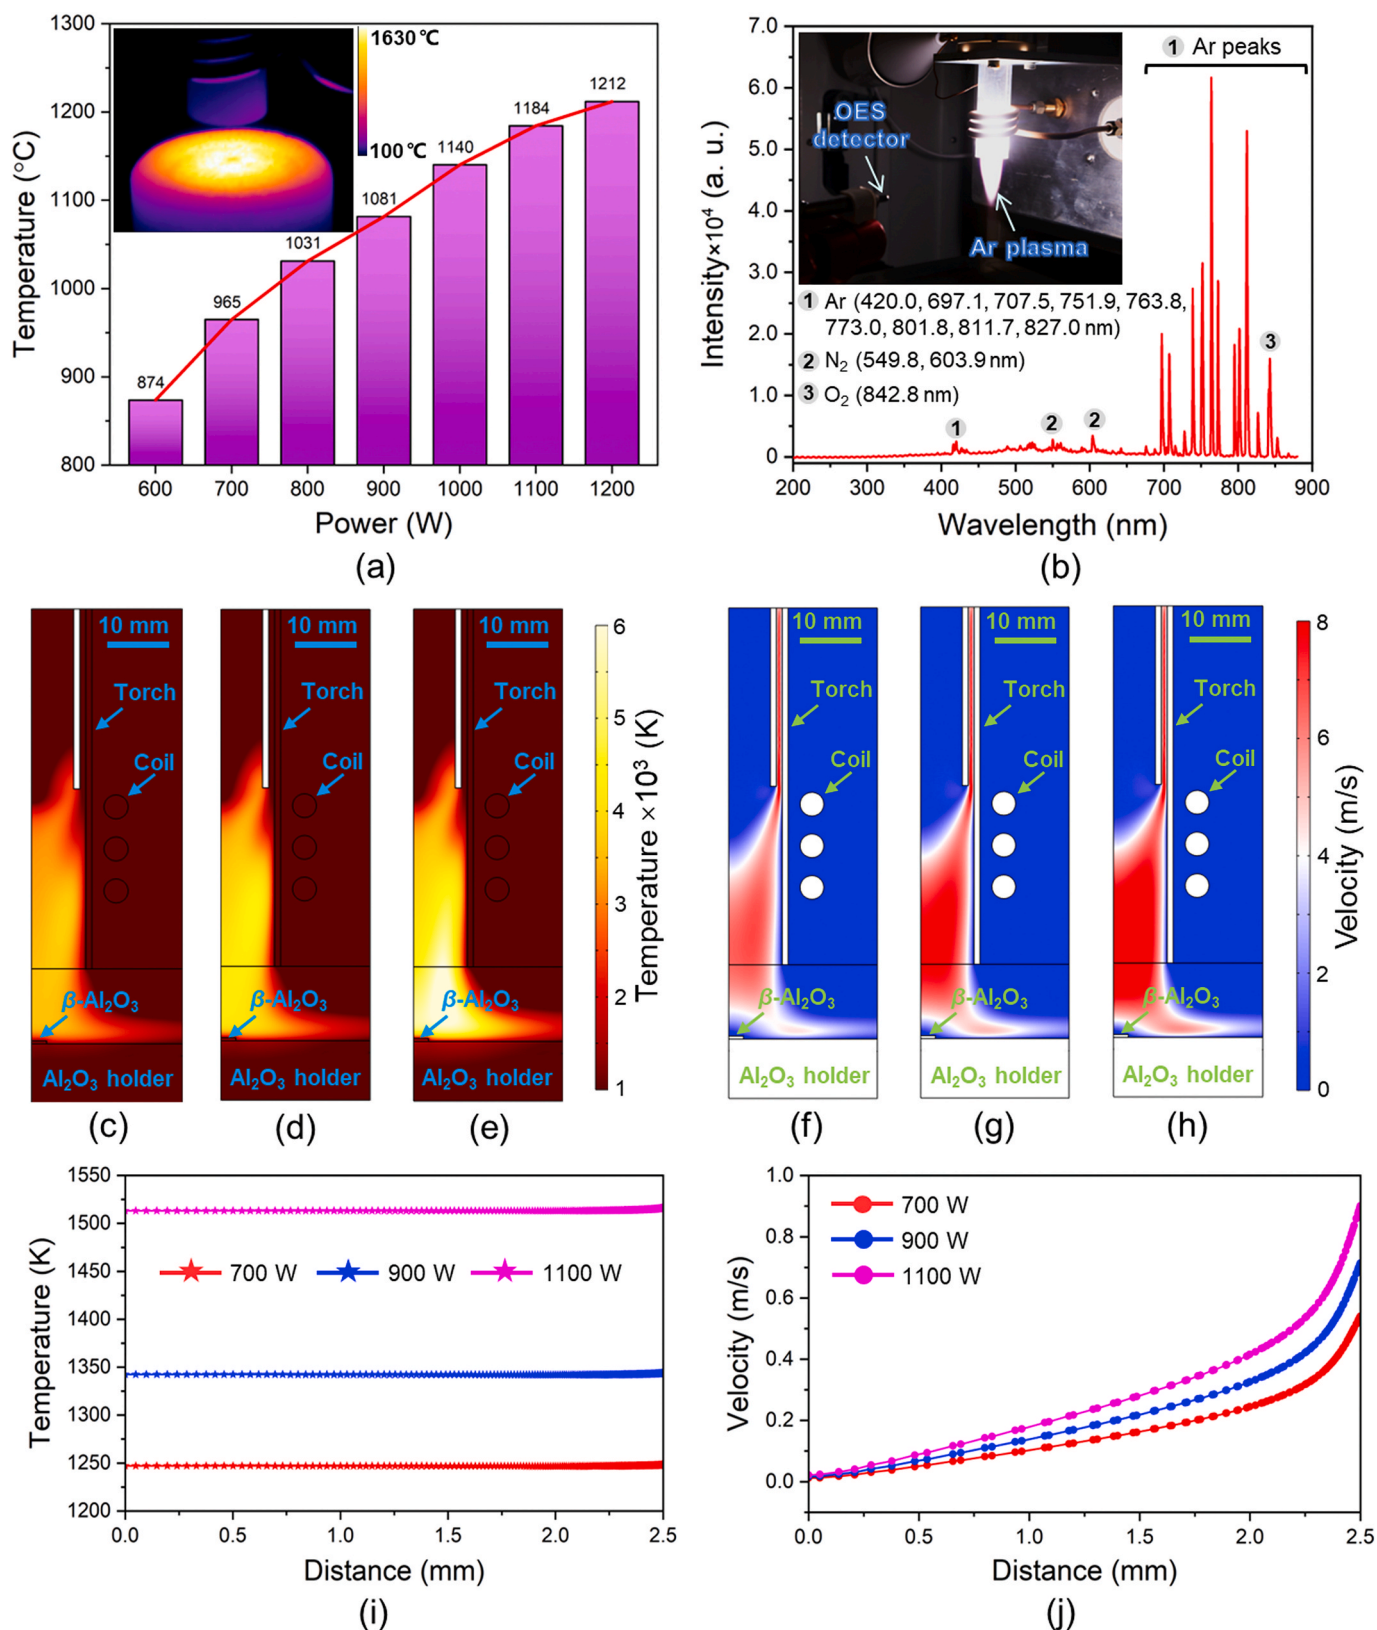 1300
1200
1100
1000
900
800
Temperature (°C)
1630 ℃
100 ℃
874
965
1031
1081
1140
1184
1212
600 700 800 900 1000 1100 1200
Power (W)
(a)
7.0
6.0
5.0
4.0
3.0
2.0
1.0
0
Intensity×10⁴ (a. u.)
1 Ar peaks
OES
detector
Ar plasma
1 Ar (420.0, 697.1, 707.5, 751.9, 763.8,
773.0, 801.8, 811.7, 827.0 nm)
2 N₂ (549.8, 603.9 nm)
3 O₂ (842.8 nm)
1
2
2
3
200 300 400 500 600 700 800 900
Wavelength (nm)
(b)
10 mm
Torch
Coil
β-Al₂O₃
Al₂O₃ holder
(c)
10 mm
Torch
Coil
β-Al₂O₃
Al₂O₃ holder
(d)
10 mm
Torch
Coil
β-Al₂O₃
Al₂O₃ holder
(e)
6
5
4
3
2
1
Temperature ×10³ (K)
10 mm
Torch
Coil
β-Al₂O₃
Al₂O₃ holder
(f)
10 mm
Torch
Coil
β-Al₂O₃
Al₂O₃ holder
(g)
10 mm
Torch
Coil
β-Al₂O₃
Al₂O₃ holder
(h)
8
6
4
2
0
Velocity (m/s)
1550
1500
1450
1400
1350
1300
1250
1200
Temperature (K)
700 W 900 W 1100 W
0.0 0.5 1.0 1.5 2.0 2.5
Distance (mm)
(i)
1.0
0.8
0.6
0.4
0.2
0.0
Velocity (m/s)
700 W
900 W
1100 W
0.0 0.5 1.0 1.5 2.0 2.5
Distance (mm)
(j)